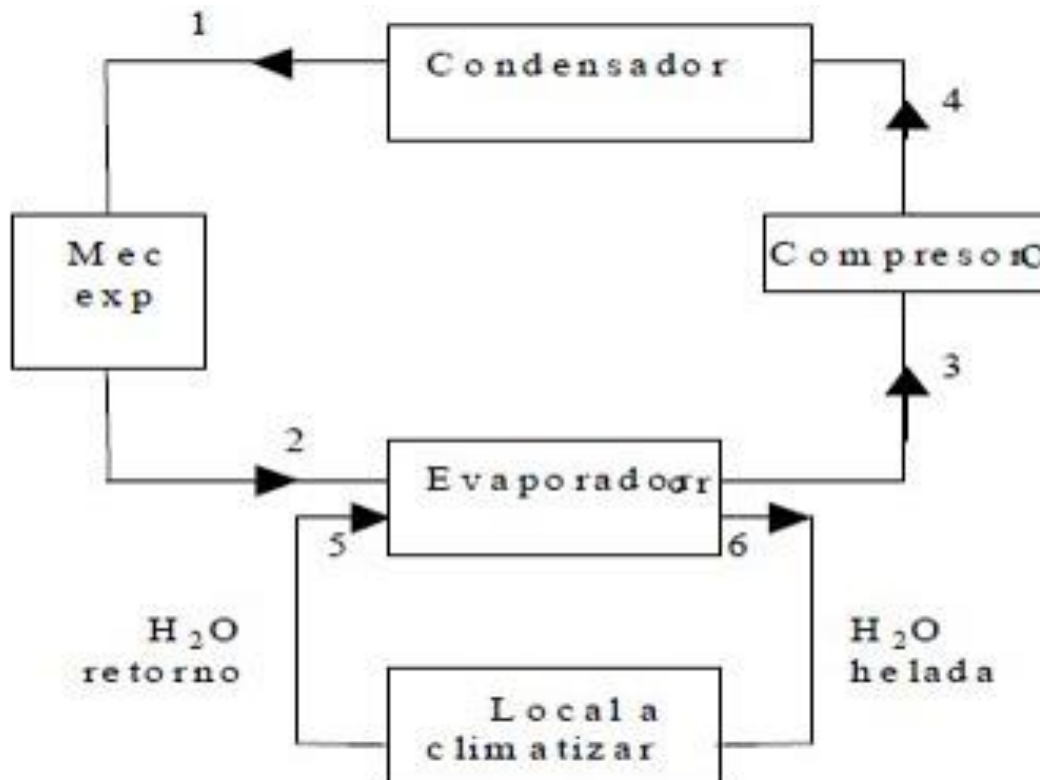 1
Condensador
4
Mec
exp
Compresor
3
2
Evaporador
5
6
H₂O
retorno
H₂O
helada
Local a
climatizar